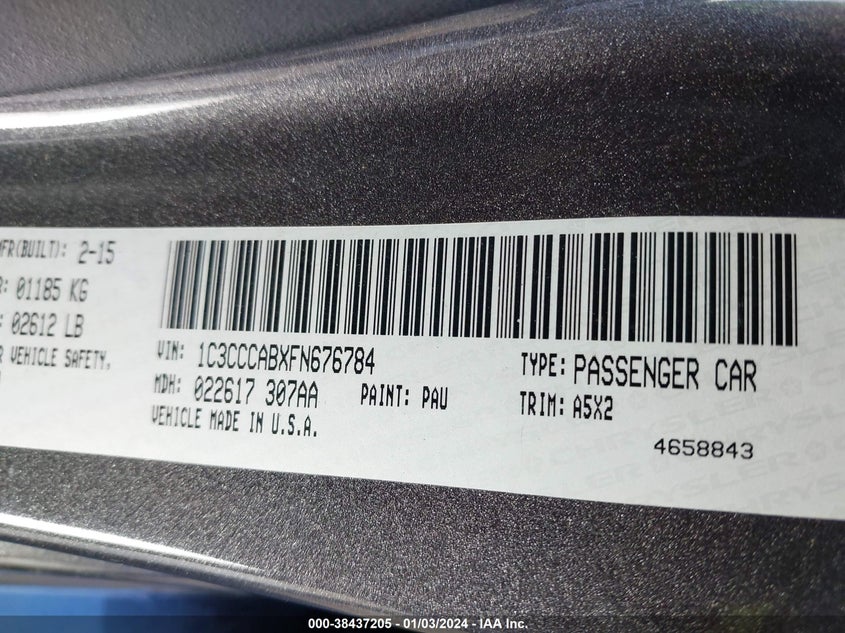 MFR(BUILT): 2-15
R: 01185 KG
: 02612 LB
R VEHICLE SAFETY,
VIN: 1C3CCCABXFN676784
TYPE: PASSENGER CAR
MDH: 022617 307AA
PAINT: PAU
TRIM: A5X2
VEHICLE MADE IN U.S.A.
4658843
CHRYSLER
000-38437205 - 01/03/2024 - IAA Inc.